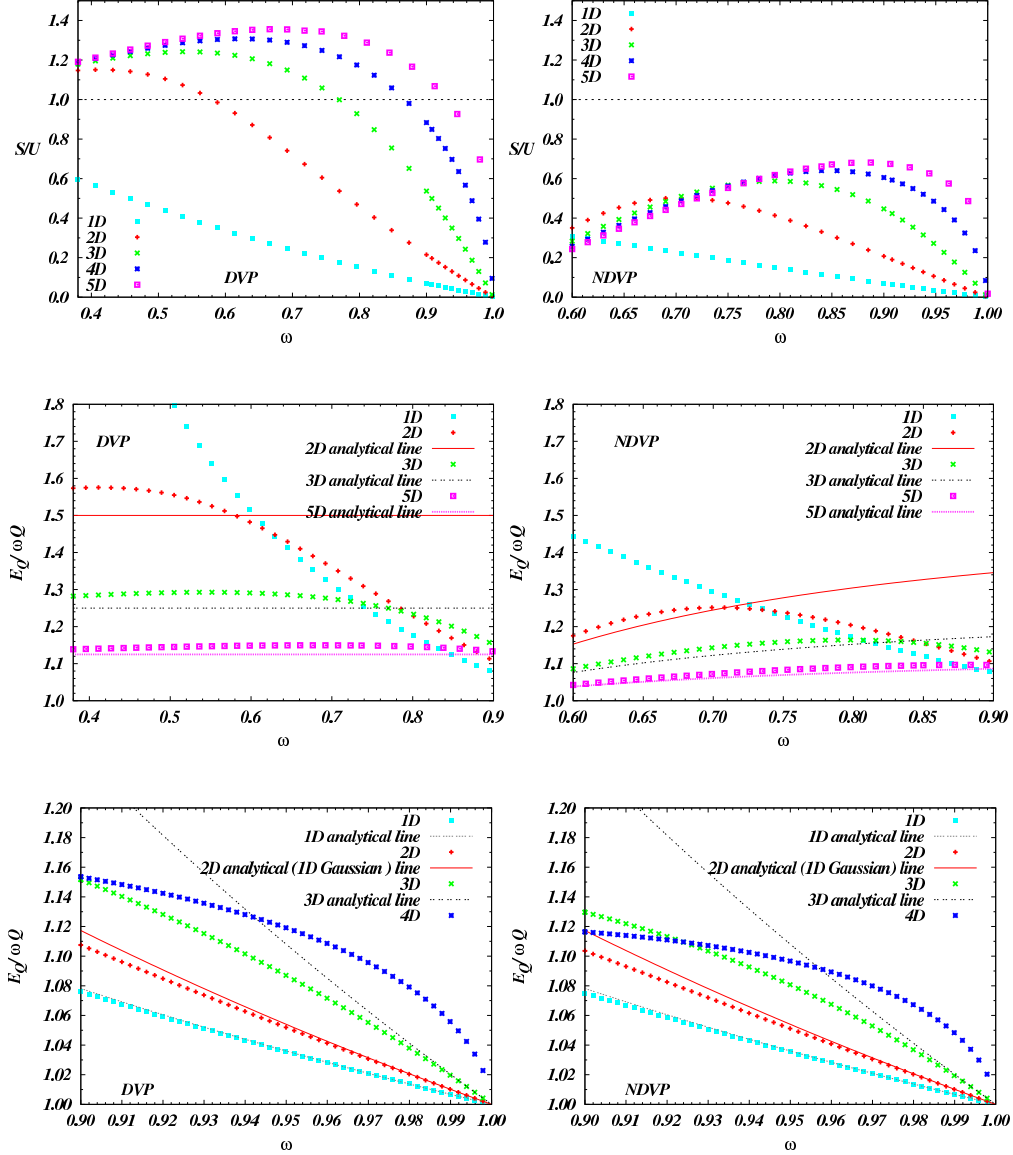 1.4
1.2
1.0
S/U
0.8
0.6
0.4
0.2
0.0
1D
2D
3D
4D
5D
DVP
0.4 0.5 0.6 0.7 0.8 0.9 1.0
ω
1.4
1.2
1.0
S/U
0.8
0.6
0.4
0.2
0.0
1D
2D
3D
4D
5D
NDVP
0.60 0.65 0.70 0.75 0.80 0.85 0.90 0.95 1.00
ω
1.8
1.7
1.6
1.5
1.4
1.3
1.2
1.1
1.0
E_Q/ωQ
DVP
1D
2D
2D analytical line
3D
3D analytical line
5D
5D analytical line
0.4 0.5 0.6 0.7 0.8 0.9
ω
1.8
1.7
1.6
1.5
1.4
1.3
1.2
1.1
1.0
E_Q/ωQ
NDVP
1D
2D
2D analytical line
3D
3D analytical line
5D
5D analytical line
0.60 0.65 0.70 0.75 0.80 0.85 0.90
ω
1.20
1.18
1.16
1.14
1.12
1.10
1.08
1.06
1.04
1.02
1.00
E_Q/ωQ
1D
1D analytical line
2D
2D analytical (1D Gaussian ) line
3D
3D analytical line
4D
DVP
0.90 0.91 0.92 0.93 0.94 0.95 0.96 0.97 0.98 0.99 1.00
ω
1.20
1.18
1.16
1.14
1.12
1.10
1.08
1.06
1.04
1.02
1.00
E_Q/ωQ
1D
1D analytical line
2D
2D analytical (1D Gaussian) line
3D
3D analytical line
4D
NDVP
0.90 0.91 0.92 0.93 0.94 0.95 0.96 0.97 0.98 0.99 1.00
ω